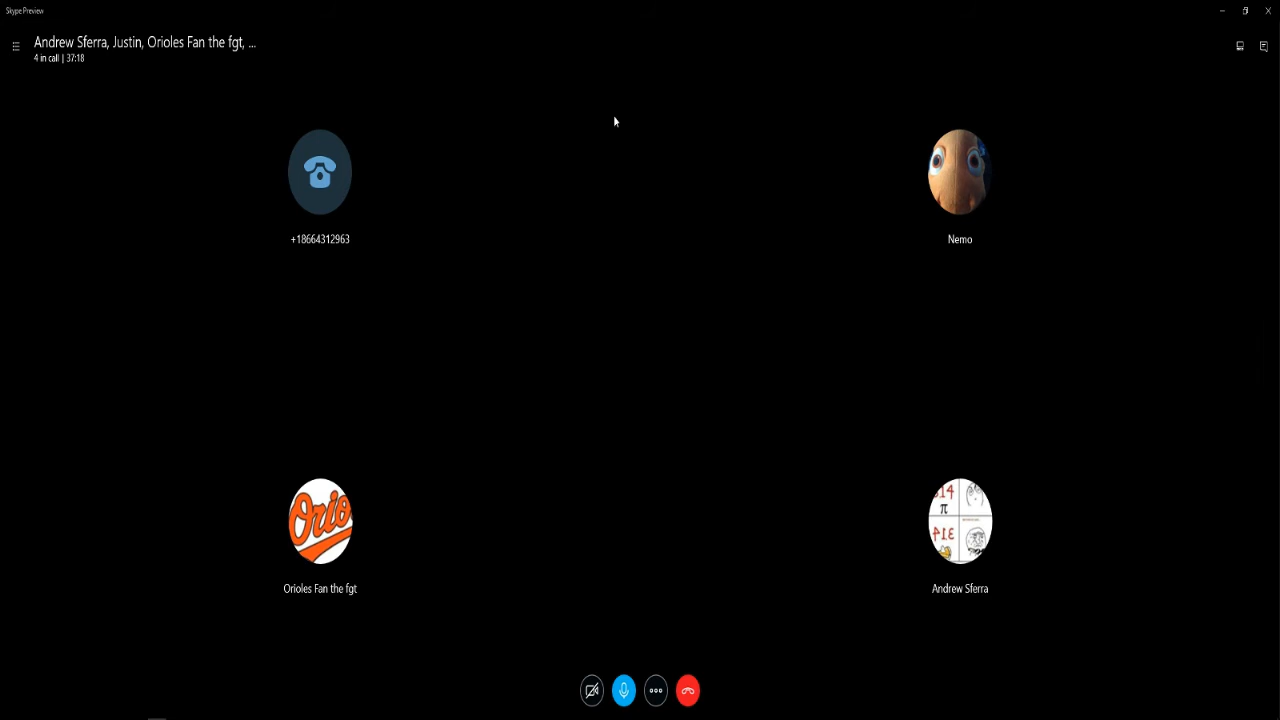 Skype Preview
Andrew Sferra, Justin, Orioles Fan the fgt, ...
4 in call | 37:18
+18664312963
Nemo
Orio
Orioles Fan the fgt
π
Andrew Sferra